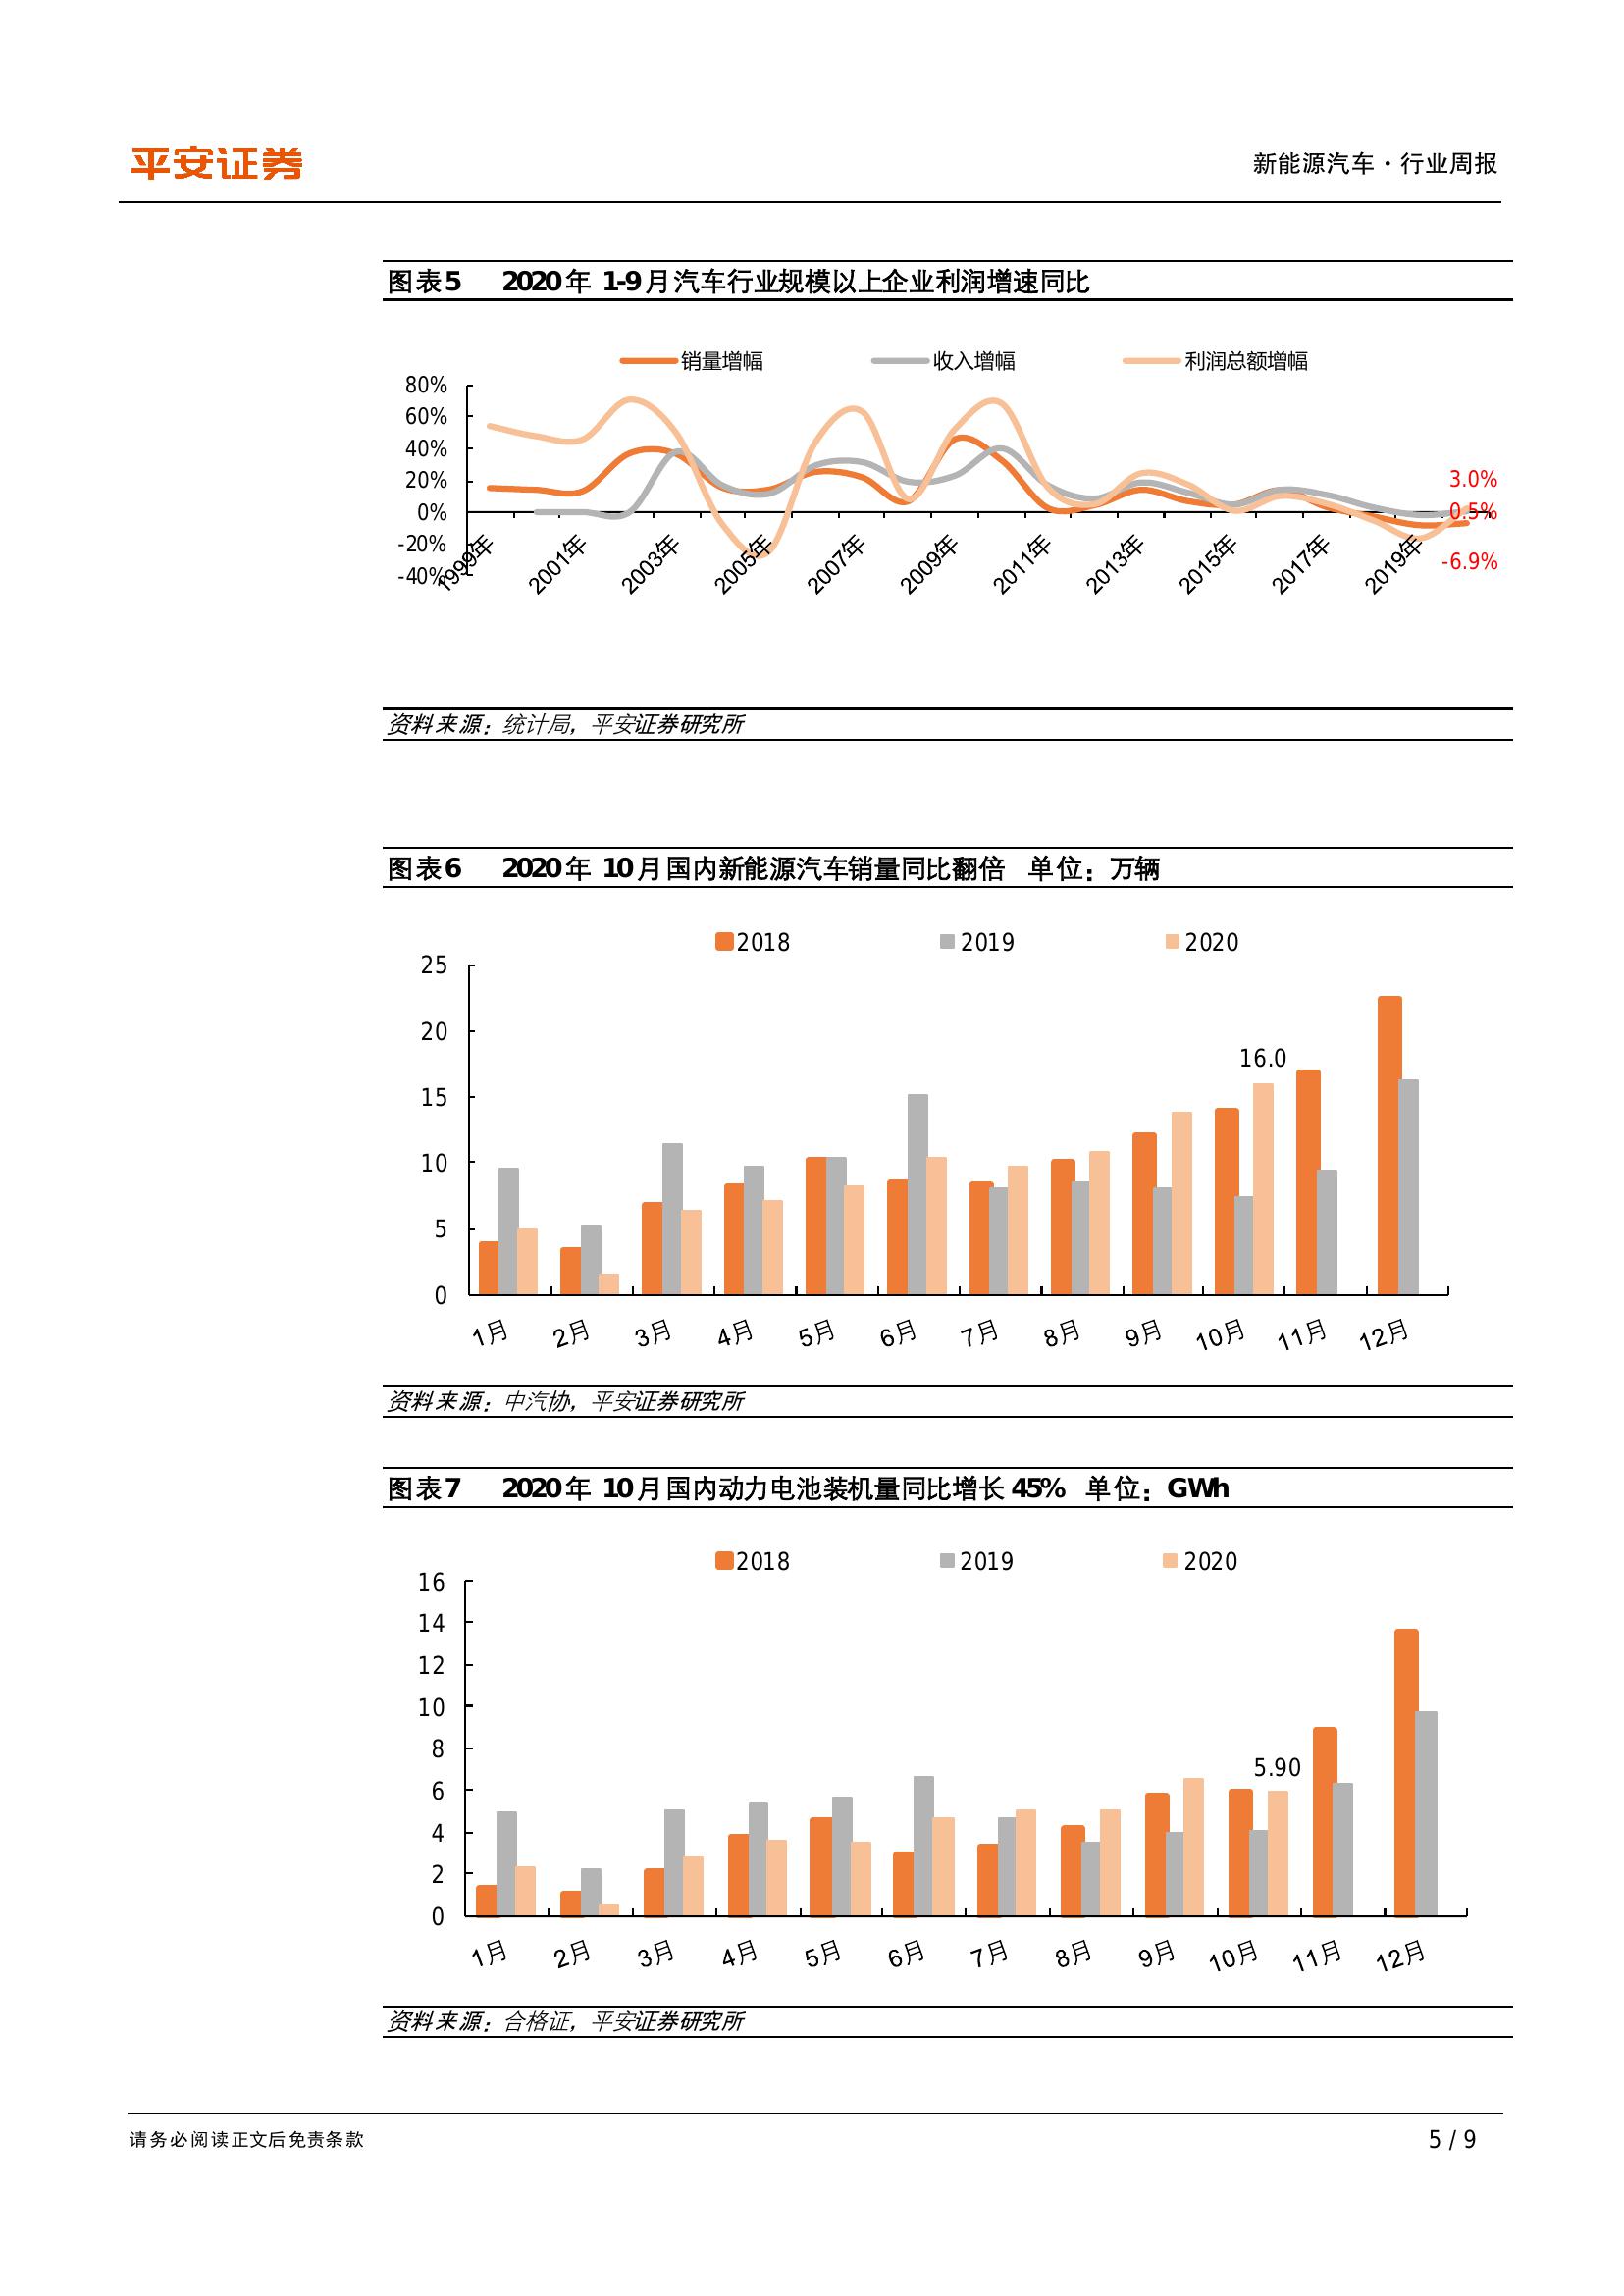 平安证券
新能源汽车·行业周报
图表5 2020年 1-9月汽车行业规模以上企业利润增速同比
销量增幅 收入增幅 利润总额增幅
80%
60%
40%
20%
0%
-20%
-40%
3.0%
0.5%
-6.9%
1999年 2001年 2003年 2005年 2007年 2009年 2011年 2013年 2015年 2017年 2019年
资料来源：统计局，平安证券研究所
图表6 2020年 10月国内新能源汽车销量同比翻倍 单位：万辆
2018 2019 2020
25
20
15
10
5
0
16.0
1月 2月 3月 4月 5月 6月 7月 8月 9月 10月 11月 12月
资料来源：中汽协，平安证券研究所
图表7 2020年 10月国内动力电池装机量同比增长 45% 单位：GWh
2018 2019 2020
16
14
12
10
8
6
4
2
0
5.90
1月 2月 3月 4月 5月 6月 7月 8月 9月 10月 11月 12月
资料来源：合格证，平安证券研究所
请务必阅读正文后免责条款
5 / 9